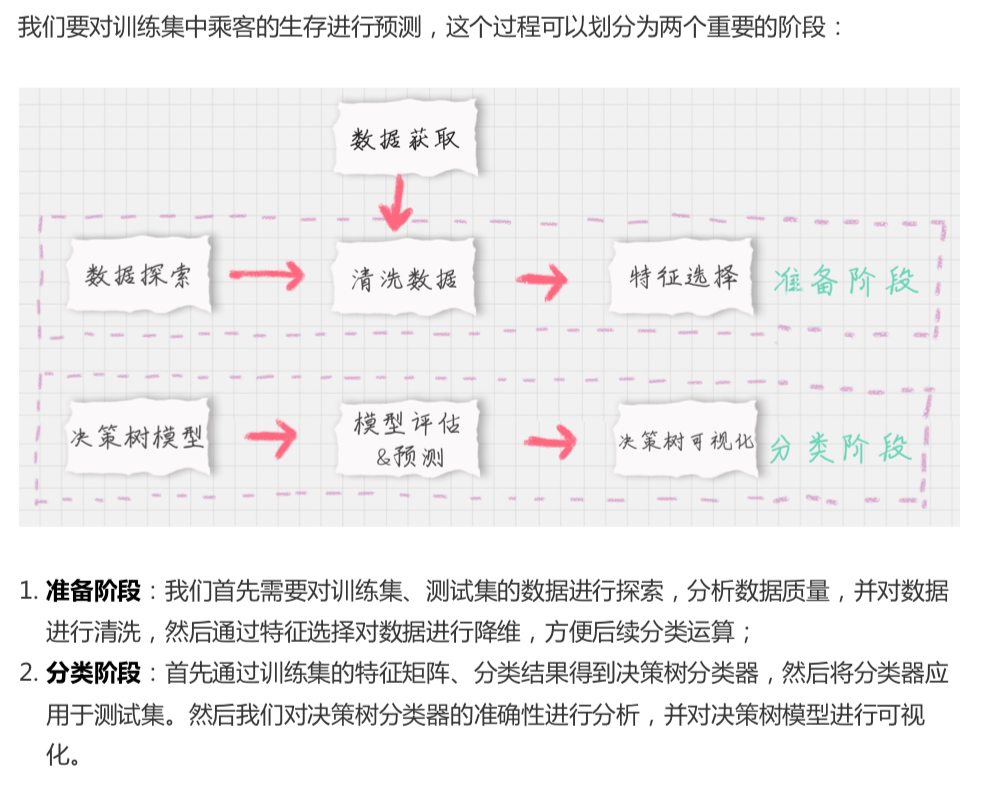 我们要对训练集中乘客的生存进行预测，这个过程可以划分为两个重要的阶段：
数据获取
数据探索
清洗数据
特征选择
准备阶段
决策树模型
模型评估
&预测
决策树可视化
分类阶段
1. 准备阶段：我们首先需要对训练集、测试集的数据进行探索，分析数据质量，并对数据
进行清洗，然后通过特征选择对数据进行降维，方便后续分类运算；
2. 分类阶段：首先通过训练集的特征矩阵、分类结果得到决策树分类器，然后将分类器应
用于测试集。然后我们对决策树分类器的准确性进行分析，并对决策树模型进行可视
化。